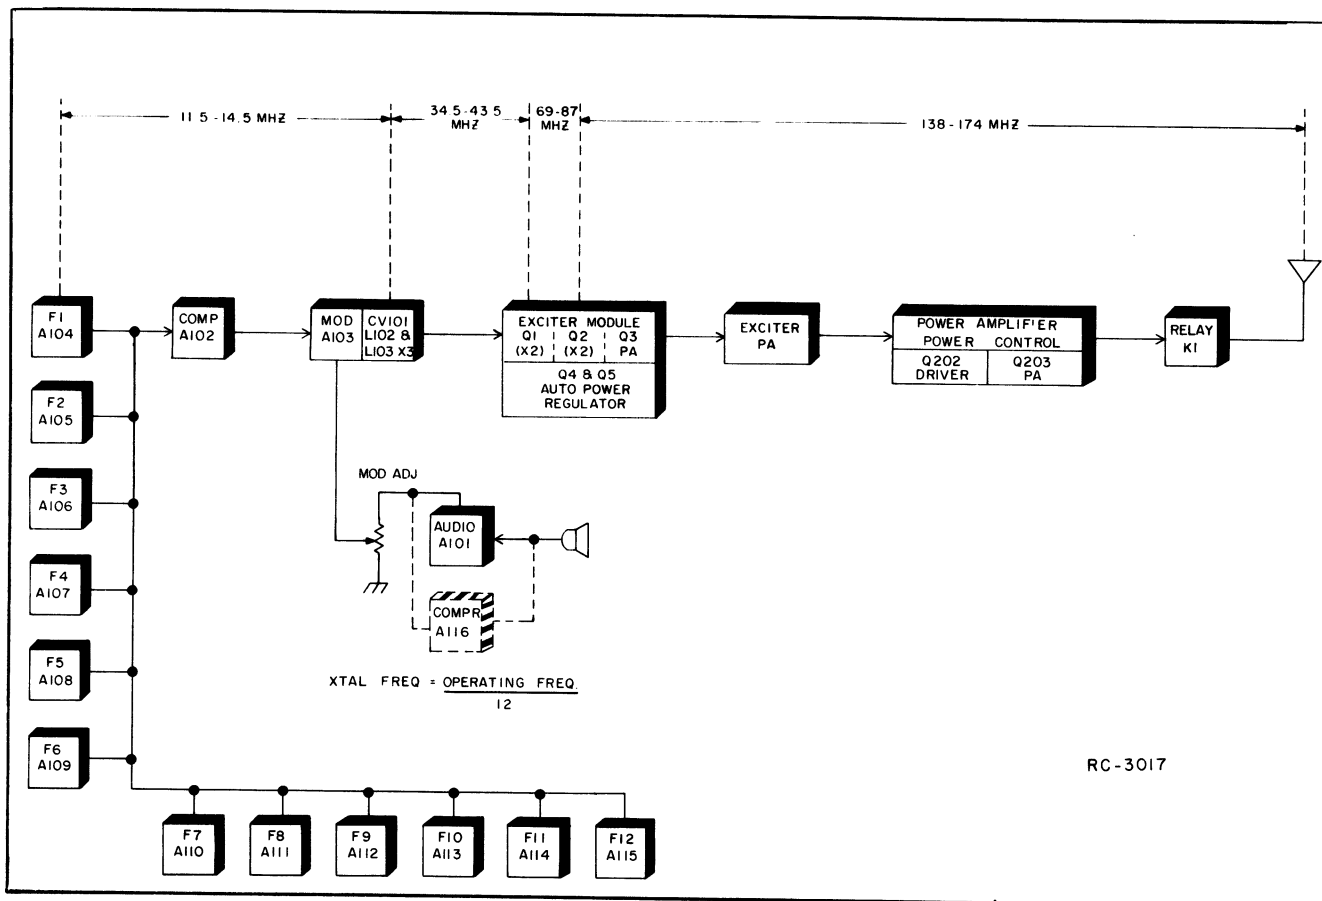 11.5-14.5 MHZ
34.5-43.5
MHZ
69-87
MHZ
138-174 MHZ
F1
A104
COMP
A102
MOD
A103
CV101
L102 &
L103 X3
EXCITER MODULE
Q1
(X2)
Q2
(X2)
Q3
PA
Q4 & Q5
AUTO POWER
REGULATOR
EXCITER
PA
POWER AMPLIFIER
POWER CONTROL
Q202
DRIVER
Q203
PA
RELAY
K1
F2
A105
F3
A106
F4
A107
F5
A108
F6
A109
MOD ADJ
AUDIO
A101
COMPR
A116
XTAL FREQ = OPERATING FREQ.
12
RC-3017
F7
A110
F8
A111
F9
A112
F10
A113
F11
A114
F12
A115